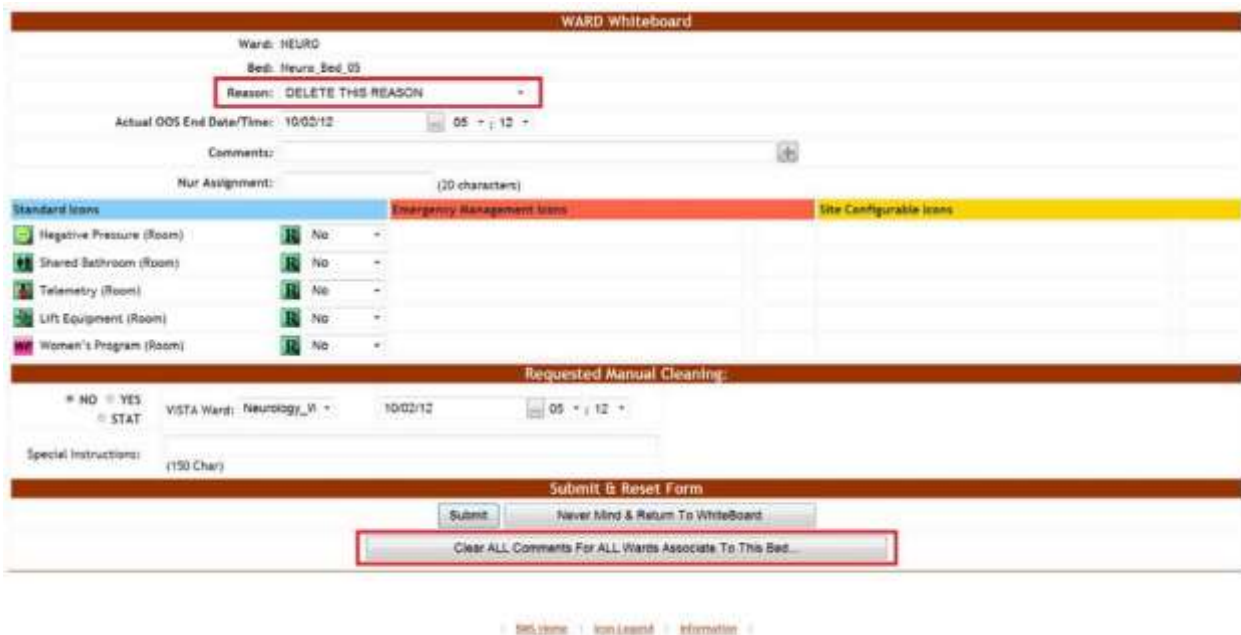 WARD Whiteboard
Ward: NEURO
Bed: Neuro_Bed_05
Reason: DELETE THIS REASON
Actual OOS End Date/Time: 10/02/12 ... 05 : 12
Comments:
Nur Assignment: (20 characters)
Standard Icons Emergency Management Icons Site Configurable Icons
Negative Pressure (Room) R No
Shared Bathroom (Room) R No
Telemetry (Room) R No
Lift Equipment (Room) R No
Women's Program (Room) R No
Requested Manual Cleaning:
NO YES
STAT
VISTA Ward: Neurology_VI 10/02/12 ... 05 : 12
Special Instructions:
(150 Char)
Submit & Reset Form
Submit Never Mind & Return To WhiteBoard
Clear ALL Comments For ALL Wards Associate To This Bed...
BMS Home | Icon Legend | Information